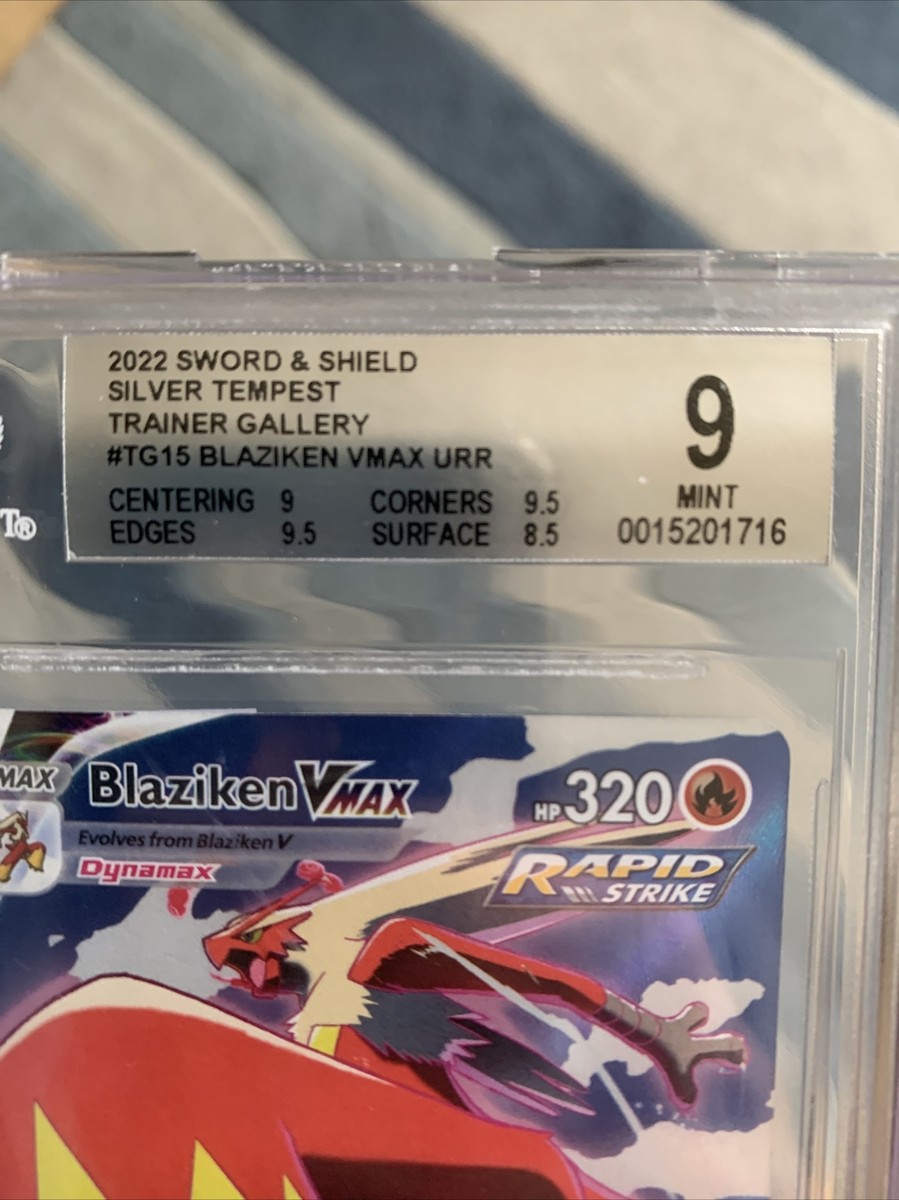 2022 SWORD & SHIELD
SILVER TEMPEST
TRAINER GALLERY
#TG15 BLAZIKEN VMAX URR
CENTERING 9 CORNERS 9.5
EDGES 9.5 SURFACE 8.5
9
MINT
0015201716
T®
MAX
Blaziken VMAX
HP 320
Evolves from Blaziken V
Dynamax
RAPID
STRIKE